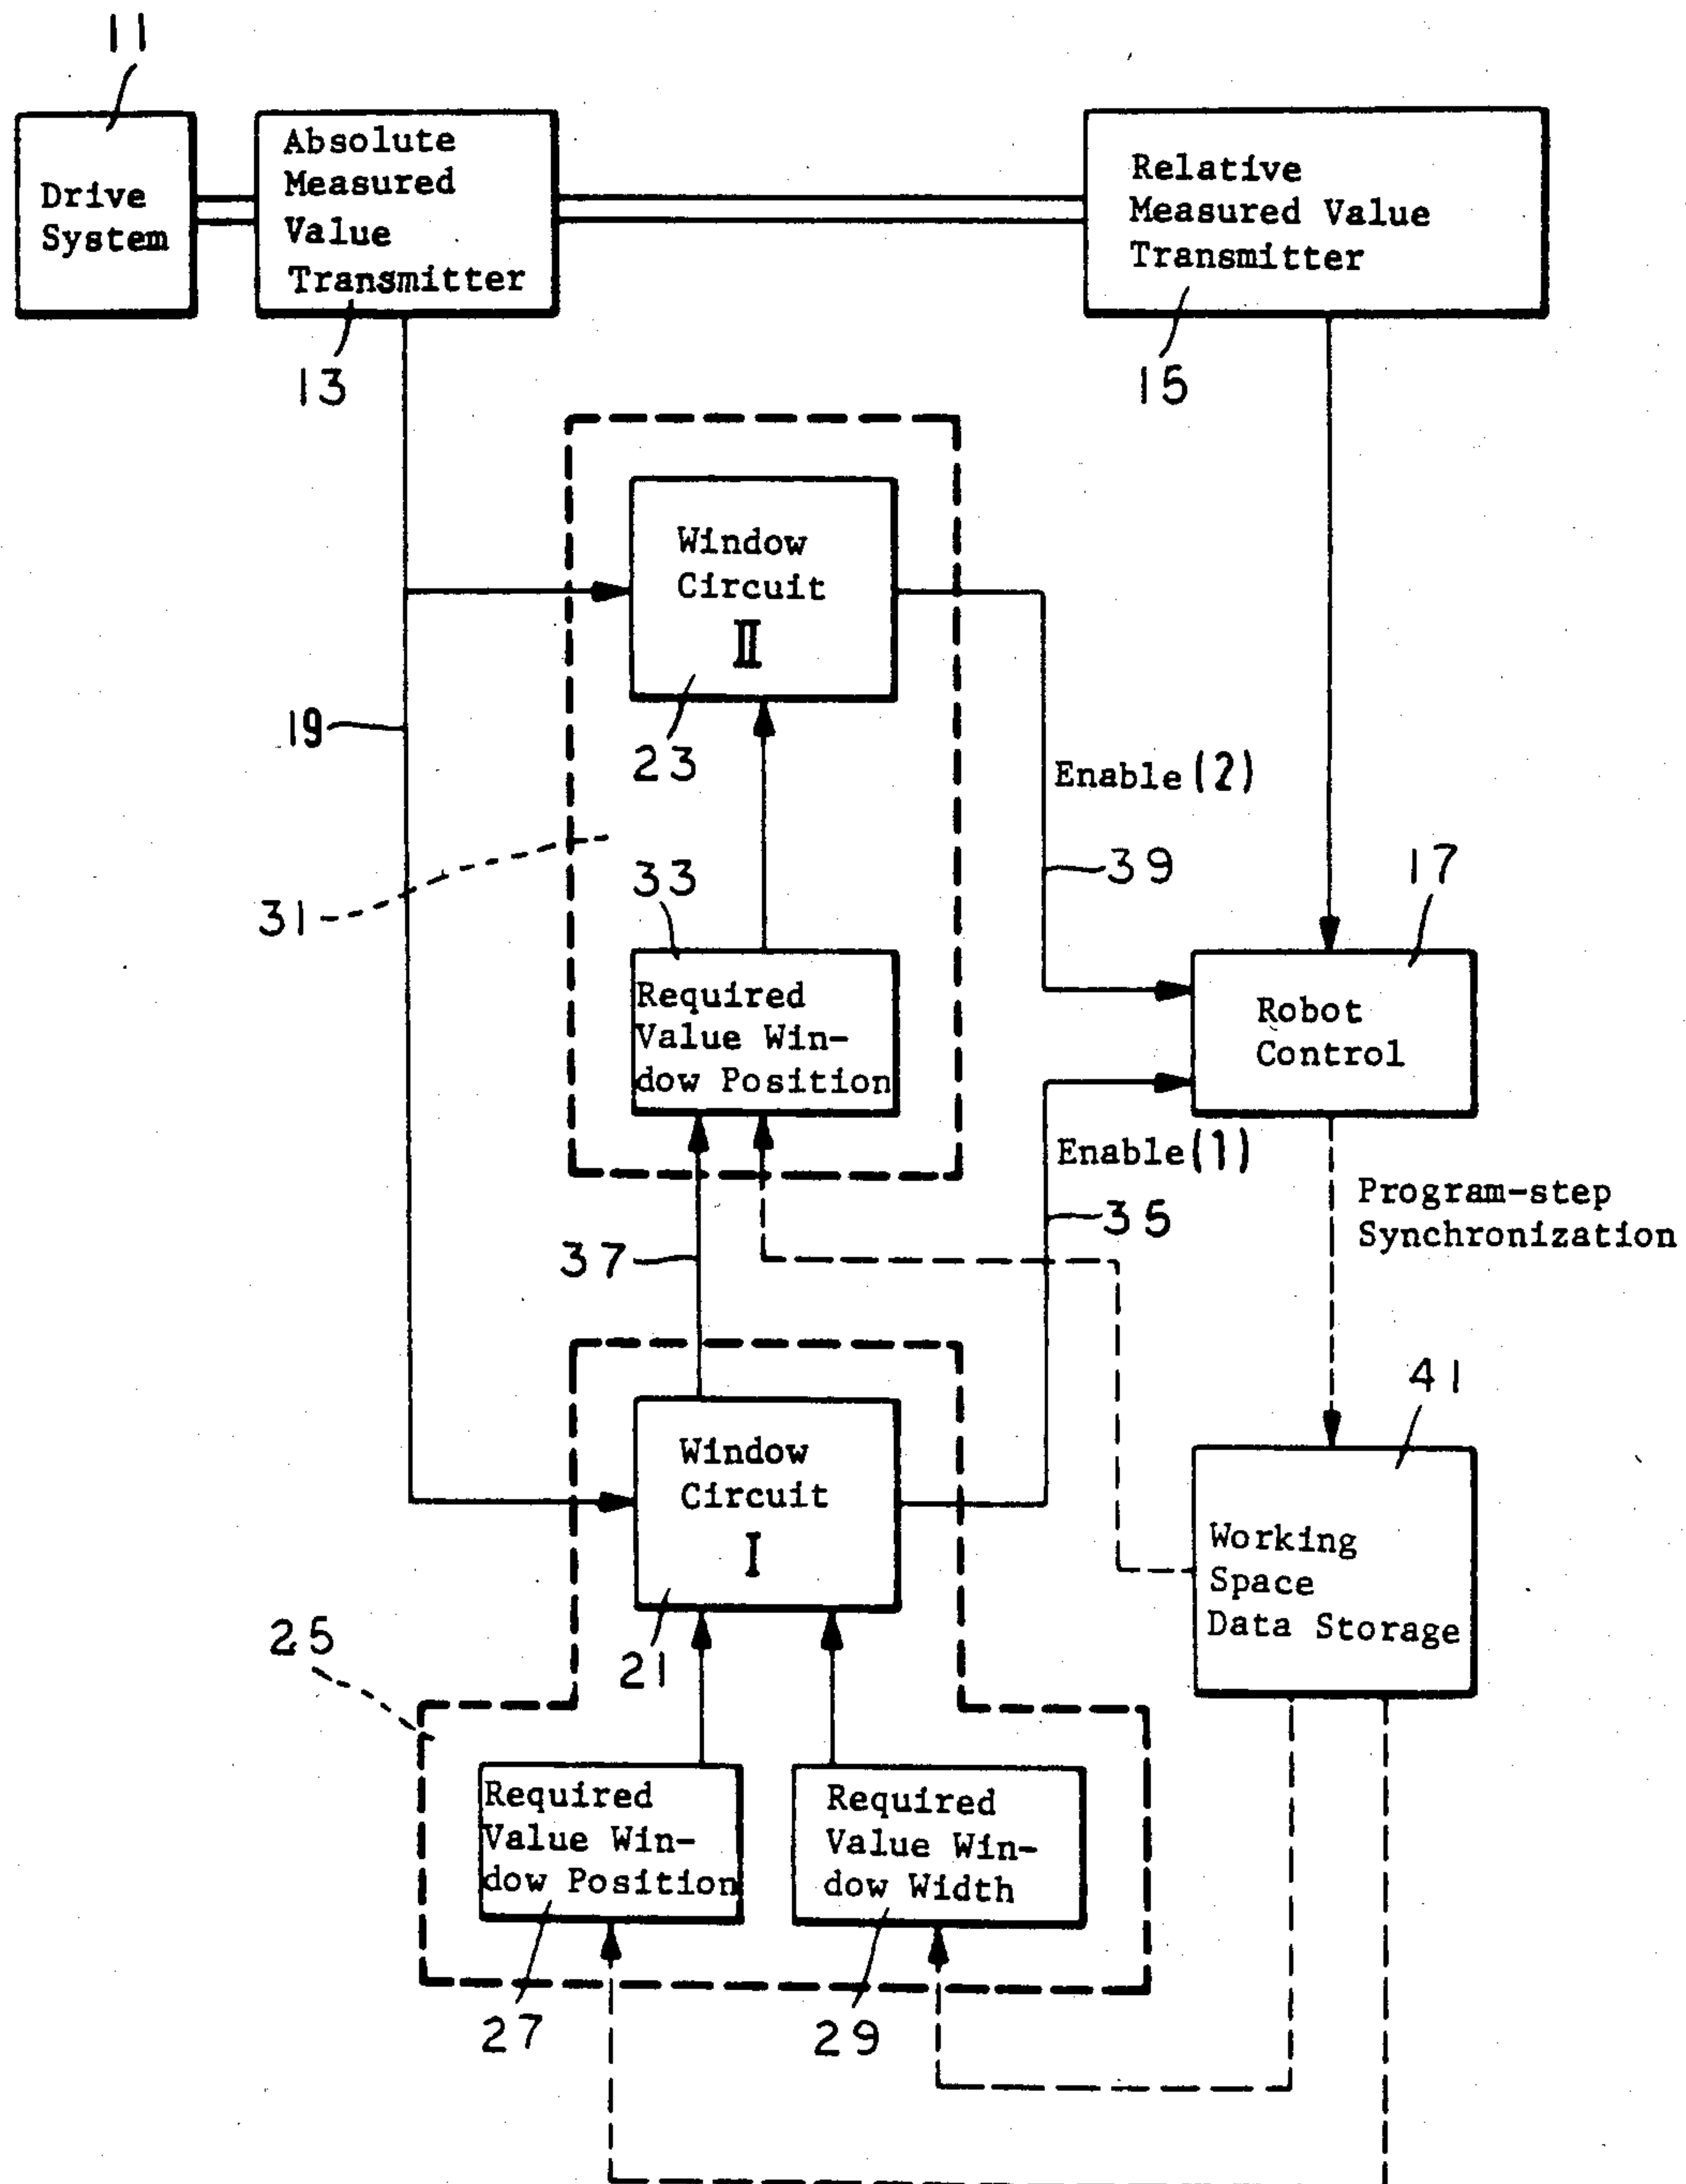 11
Drive
System
Absolute
Measured
Value
Transmitter
13
Relative
Measured Value
Transmitter
15
Window
Circuit
II
23
19
Enable (2)
39
31
33
17
Required
Value Win-
dow Position
Robot
Control
Enable (1)
35
Program-step
Synchronization
37
41
Window
Circuit
I
21
Working
Space
Data Storage
25
Required
Value Win-
dow Position
27
Required
Value Win-
dow Width
29